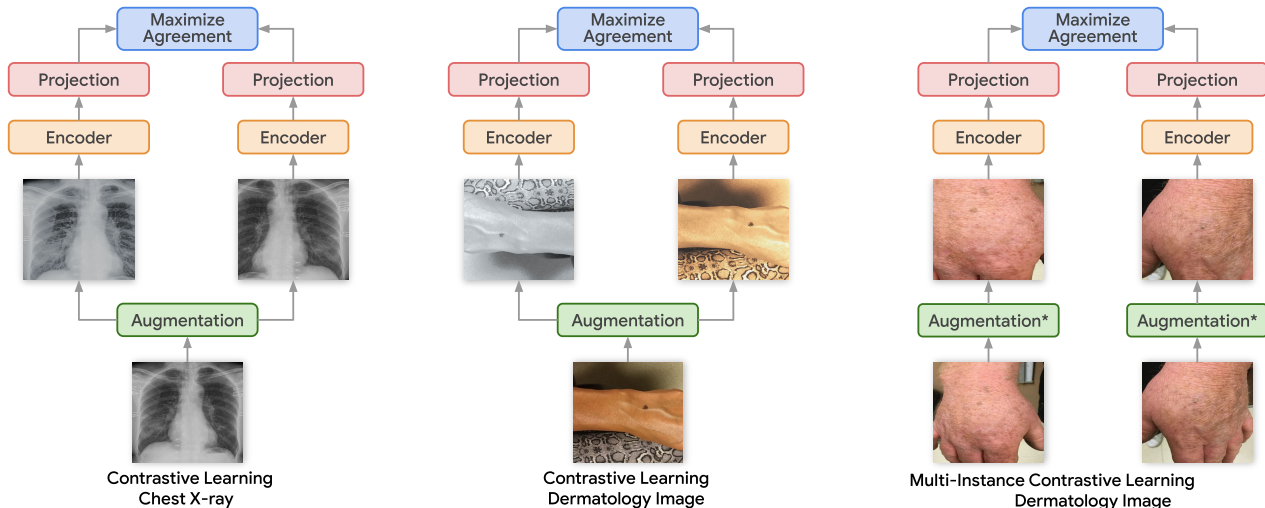 Maximize
Agreement
Projection
Projection
Encoder
Encoder
Augmentation
Contrastive Learning
Chest X-ray
Maximize
Agreement
Projection
Projection
Encoder
Encoder
Augmentation
Contrastive Learning
Dermatology Image
Maximize
Agreement
Projection
Projection
Encoder
Encoder
Augmentation*
Augmentation*
Multi-Instance Contrastive Learning
Dermatology Image